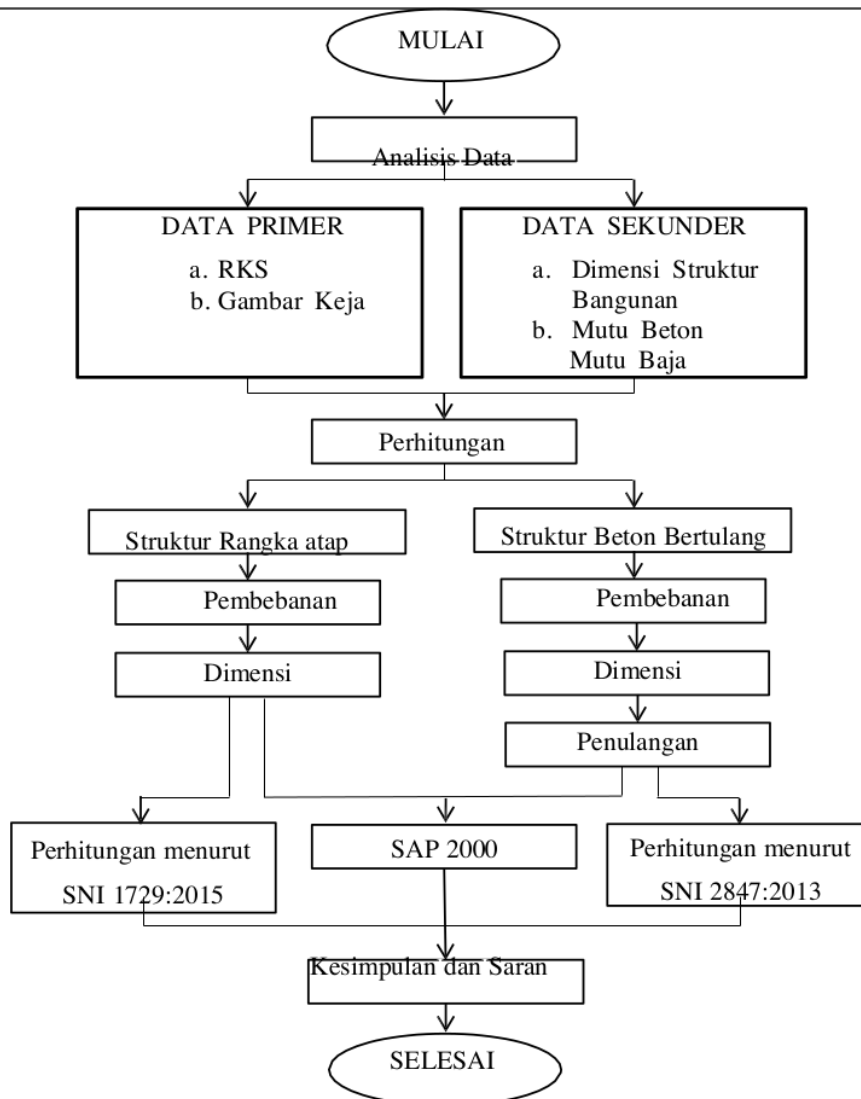 MULAI
Analisis Data
DATA PRIMER
a. RKS
b. Gambar Keja
DATA SEKUNDER
a. Dimensi Struktur
Bangunan
b. Mutu Beton
Mutu Baja
Perhitungan
Struktur Rangka atap
Struktur Beton Bertulang
Pembebanan
Pembebanan
Dimensi
Dimensi
Penulangan
Perhitungan menurut
SNI 1729:2015
SAP 2000
Perhitungan menurut
SNI 2847:2013
Kesimpulan dan Saran
SELESAI